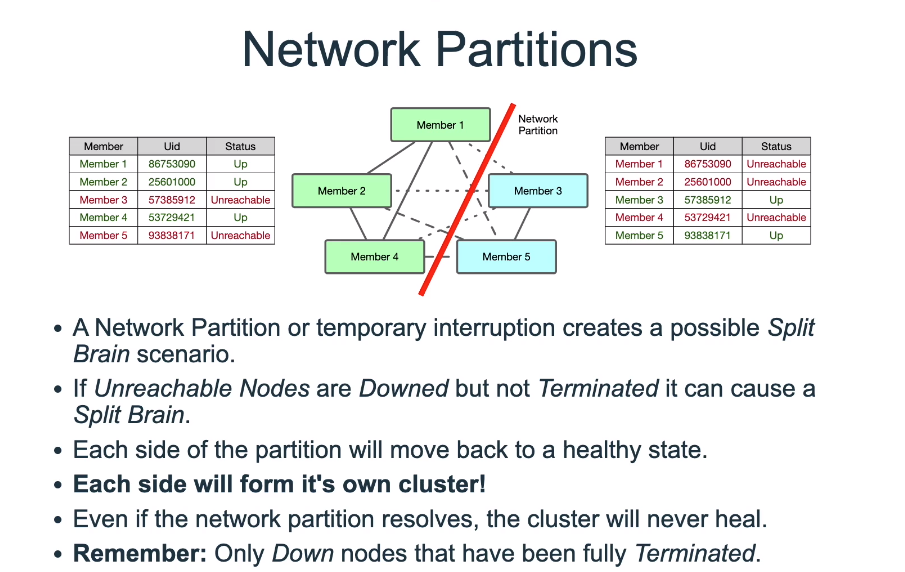 Network Partitions
Member Uid Status
Member 1 86753090 Up
Member 2 25601000 Up
Member 3 57385912 Unreachable
Member 4 53729421 Up
Member 5 93838171 Unreachable
Member 1
Network
Partition
Member 2
Member 3
Member 4
Member 5
Member Uid Status
Member 1 86753090 Unreachable
Member 2 25601000 Unreachable
Member 3 57385912 Up
Member 4 53729421 Unreachable
Member 5 93838171 Up
• A Network Partition or temporary interruption creates a possible Split
Brain scenario.
• If Unreachable Nodes are Downed but not Terminated it can cause a
Split Brain.
• Each side of the partition will move back to a healthy state.
• Each side will form it's own cluster!
• Even if the network partition resolves, the cluster will never heal.
• Remember: Only Down nodes that have been fully Terminated.